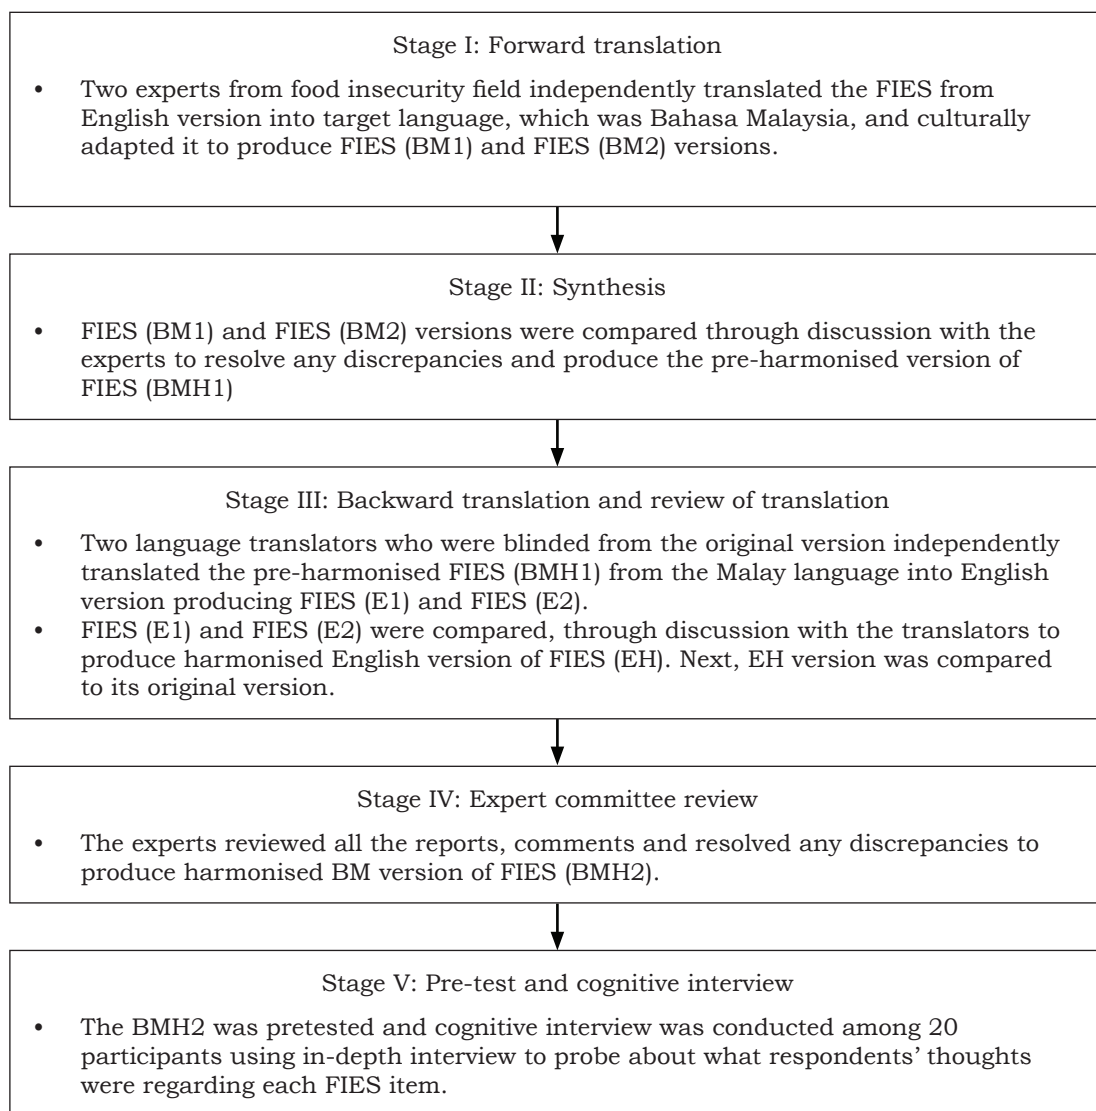 Stage I: Forward translation
• Two experts from food insecurity field independently translated the FIES from
English version into target language, which was Bahasa Malaysia, and culturally
adapted it to produce FIES (BM1) and FIES (BM2) versions.
Stage II: Synthesis
• FIES (BM1) and FIES (BM2) versions were compared through discussion with the
experts to resolve any discrepancies and produce the pre-harmonised version of
FIES (BMH1)
Stage III: Backward translation and review of translation
• Two language translators who were blinded from the original version independently
translated the pre-harmonised FIES (BMH1) from the Malay language into English
version producing FIES (E1) and FIES (E2).
• FIES (E1) and FIES (E2) were compared, through discussion with the translators to
produce harmonised English version of FIES (EH). Next, EH version was compared
to its original version.
Stage IV: Expert committee review
• The experts reviewed all the reports, comments and resolved any discrepancies to
produce harmonised BM version of FIES (BMH2).
Stage V: Pre-test and cognitive interview
• The BMH2 was pretested and cognitive interview was conducted among 20
participants using in-depth interview to probe about what respondents’ thoughts
were regarding each FIES item.